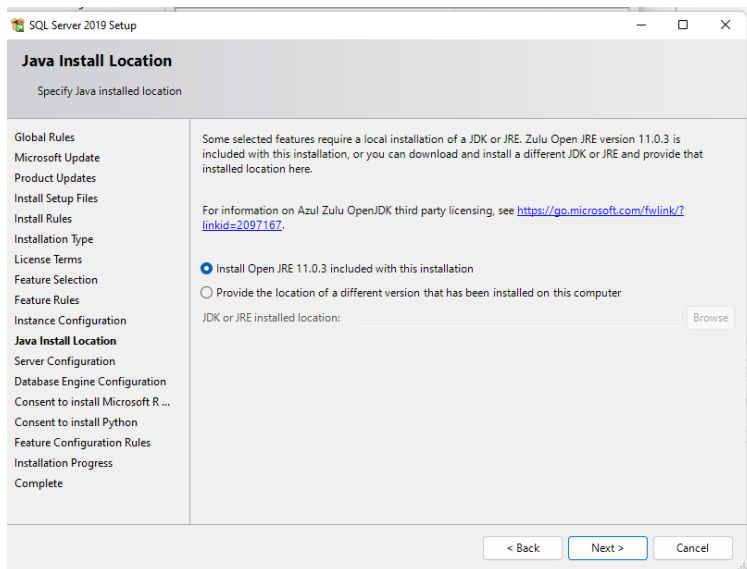 SQL Server 2019 Setup
Java Install Location
Specify Java installed location
Global Rules
Microsoft Update
Product Updates
Install Setup Files
Install Rules
Installation Type
License Terms
Feature Selection
Feature Rules
Instance Configuration
Java Install Location
Server Configuration
Database Engine Configuration
Consent to install Microsoft R ...
Consent to install Python
Feature Configuration Rules
Installation Progress
Complete
Some selected features require a local installation of a JDK or JRE. Zulu Open JRE version 11.0.3 is
included with this installation, or you can download and install a different JDK or JRE and provide that
installed location here.
For information on Azul Zulu OpenJDK third party licensing, see https://go.microsoft.com/fwlink/?
linkid=2097167.
Install Open JRE 11.0.3 included with this installation
Provide the location of a different version that has been installed on this computer
JDK or JRE installed location:
Browse
< Back
Next >
Cancel